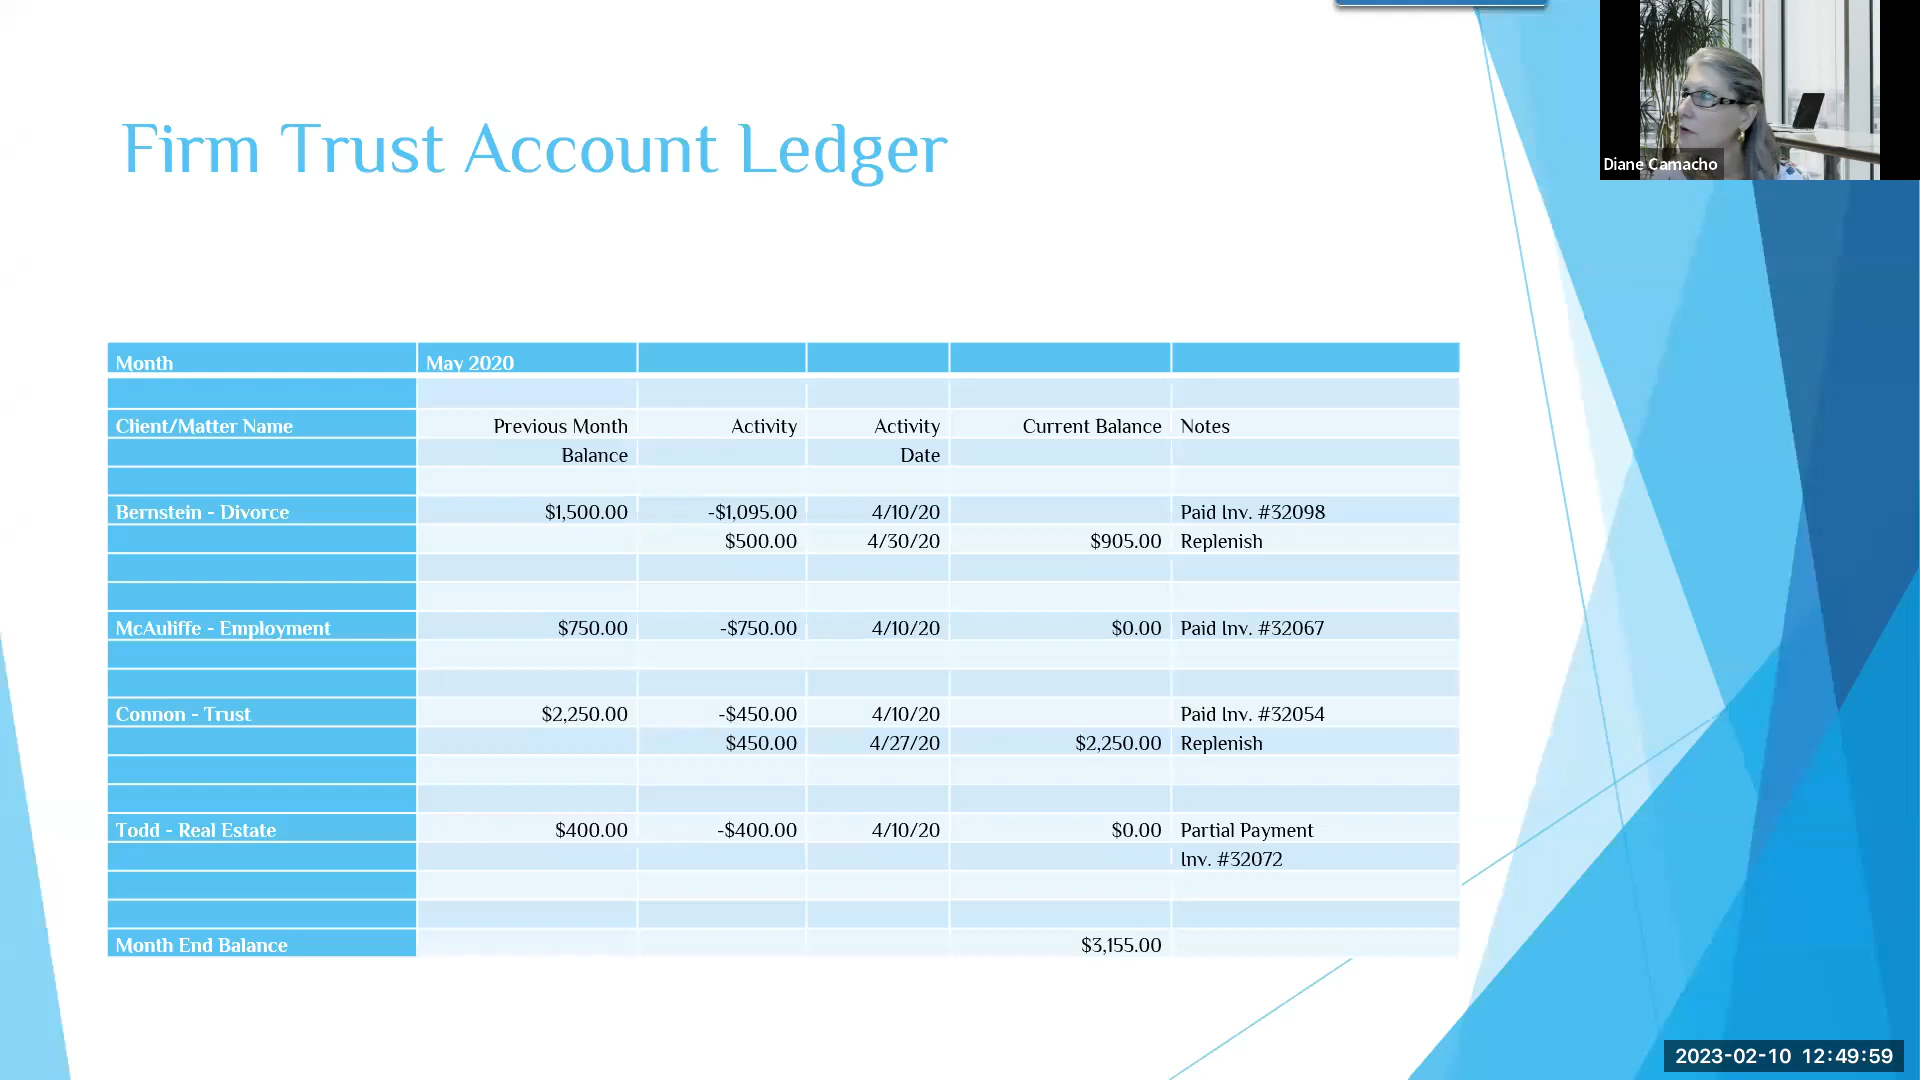 Diane Camacho
Firm Trust Account Ledger
Month May 2020
Client/Matter Name Previous Month Activity Activity Current Balance Notes
Balance Date
Bernstein - Divorce $1,500.00 -$1,095.00 4/10/20 Paid Inv. #32098
$500.00 4/30/20 $905.00 Replenish
McAuliffe - Employment $750.00 -$750.00 4/10/20 $0.00 Paid Inv. #32067
Connon - Trust $2,250.00 -$450.00 4/10/20 Paid Inv. #32054
$450.00 4/27/20 $2,250.00 Replenish
Todd - Real Estate $400.00 -$400.00 4/10/20 $0.00 Partial Payment
Inv. #32072
Month End Balance $3,155.00
2023-02-10 12:49:59